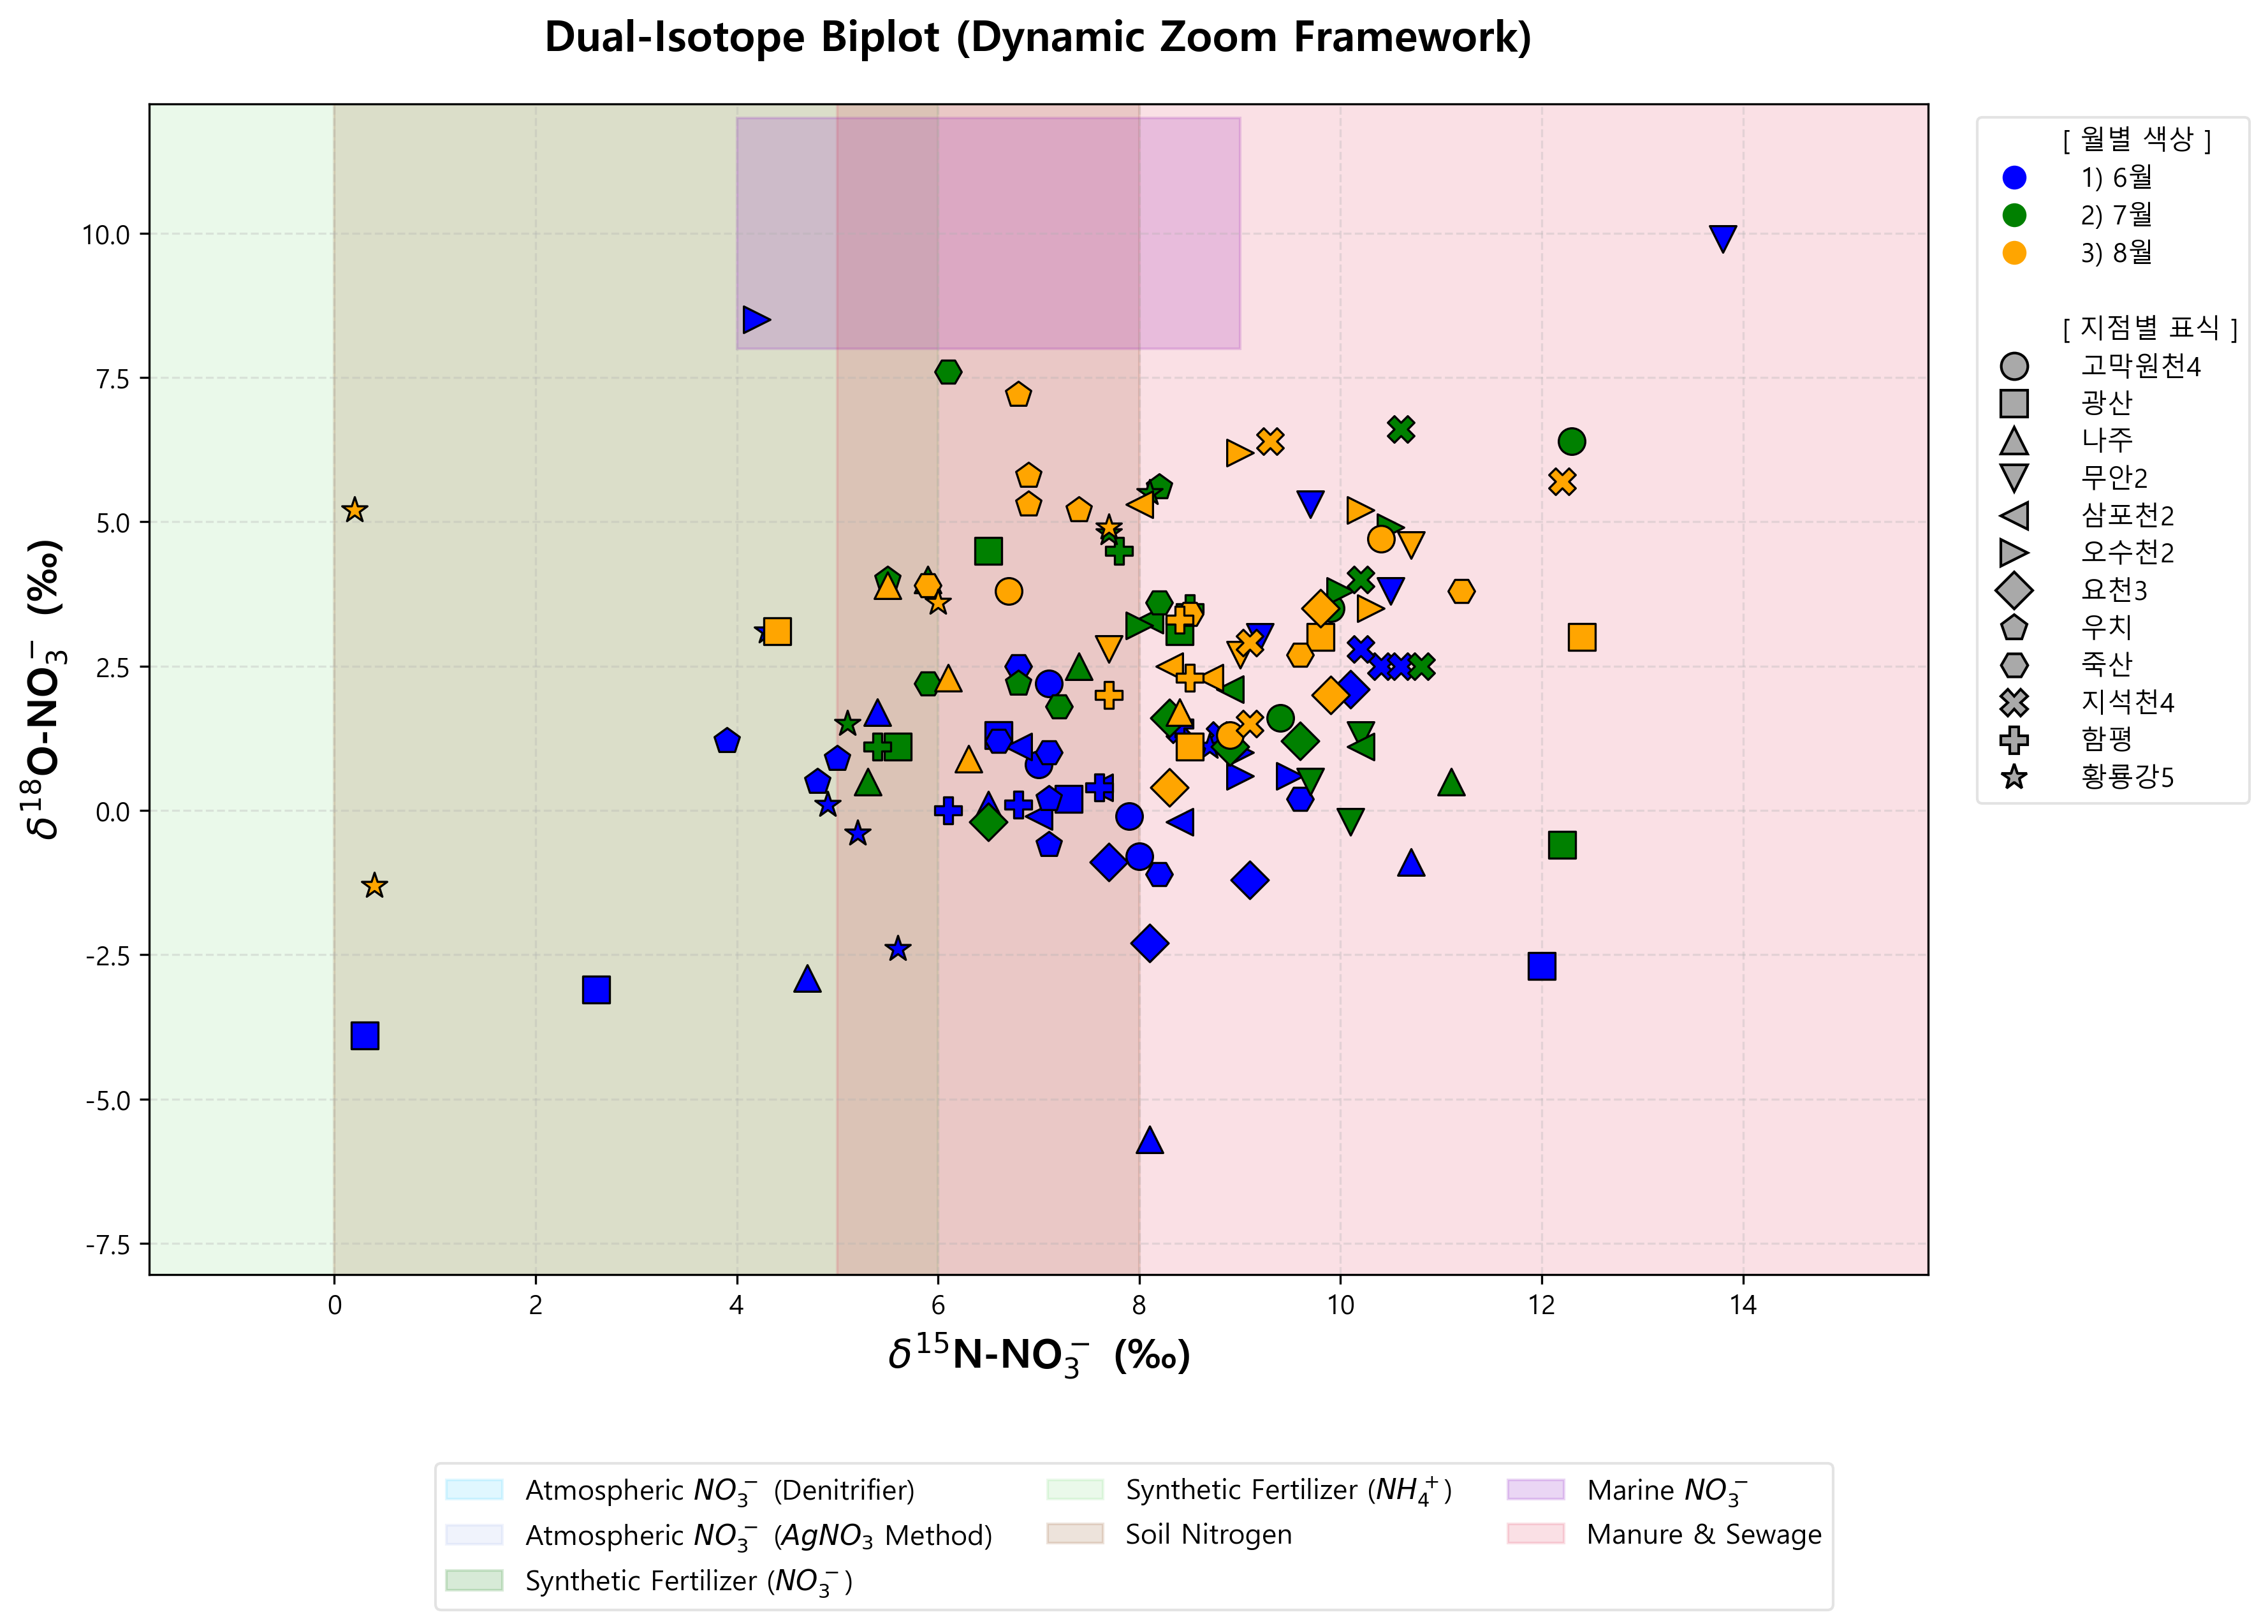 Dual-Isotope Biplot (Dynamic Zoom Framework)
[ 월별 색상 ]
1) 6월
2) 7월
3) 8월
[ 지점별 표식 ]
고막원천4
광산
나주
무안2
삼포천2
오수천2
요천3
우치
죽산
지석천4
함평
황룡강5
10.0
7.5
5.0
2.5
0.0
-2.5
-5.0
-7.5
δ¹⁸O-NO₃⁻ (‰)
0 2 4 6 8 10 12 14
δ¹⁵N-NO₃⁻ (‰)
Atmospheric NO₃⁻ (Denitrifier)
Atmospheric NO₃⁻ (AgNO₃ Method)
Synthetic Fertilizer (NO₃⁻)
Synthetic Fertilizer (NH₄⁺)
Soil Nitrogen
Marine NO₃⁻
Manure & Sewage